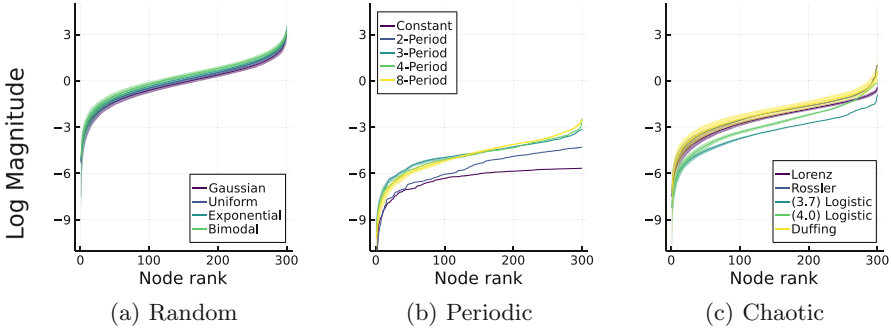 Log Magnitude
3
0
−3
−6
−9
0
100
200
300
Node rank
Gaussian
Uniform
Exponential
Bimodal
(a) Random
3
0
−3
−6
−9
0
100
200
300
Node rank
Constant
2-Period
3-Period
4-Period
8-Period
(b) Periodic
3
0
−3
−6
−9
0
100
200
300
Node rank
Lorenz
Rossler
(3.7) Logistic
(4.0) Logistic
Duffing
(c) Chaotic